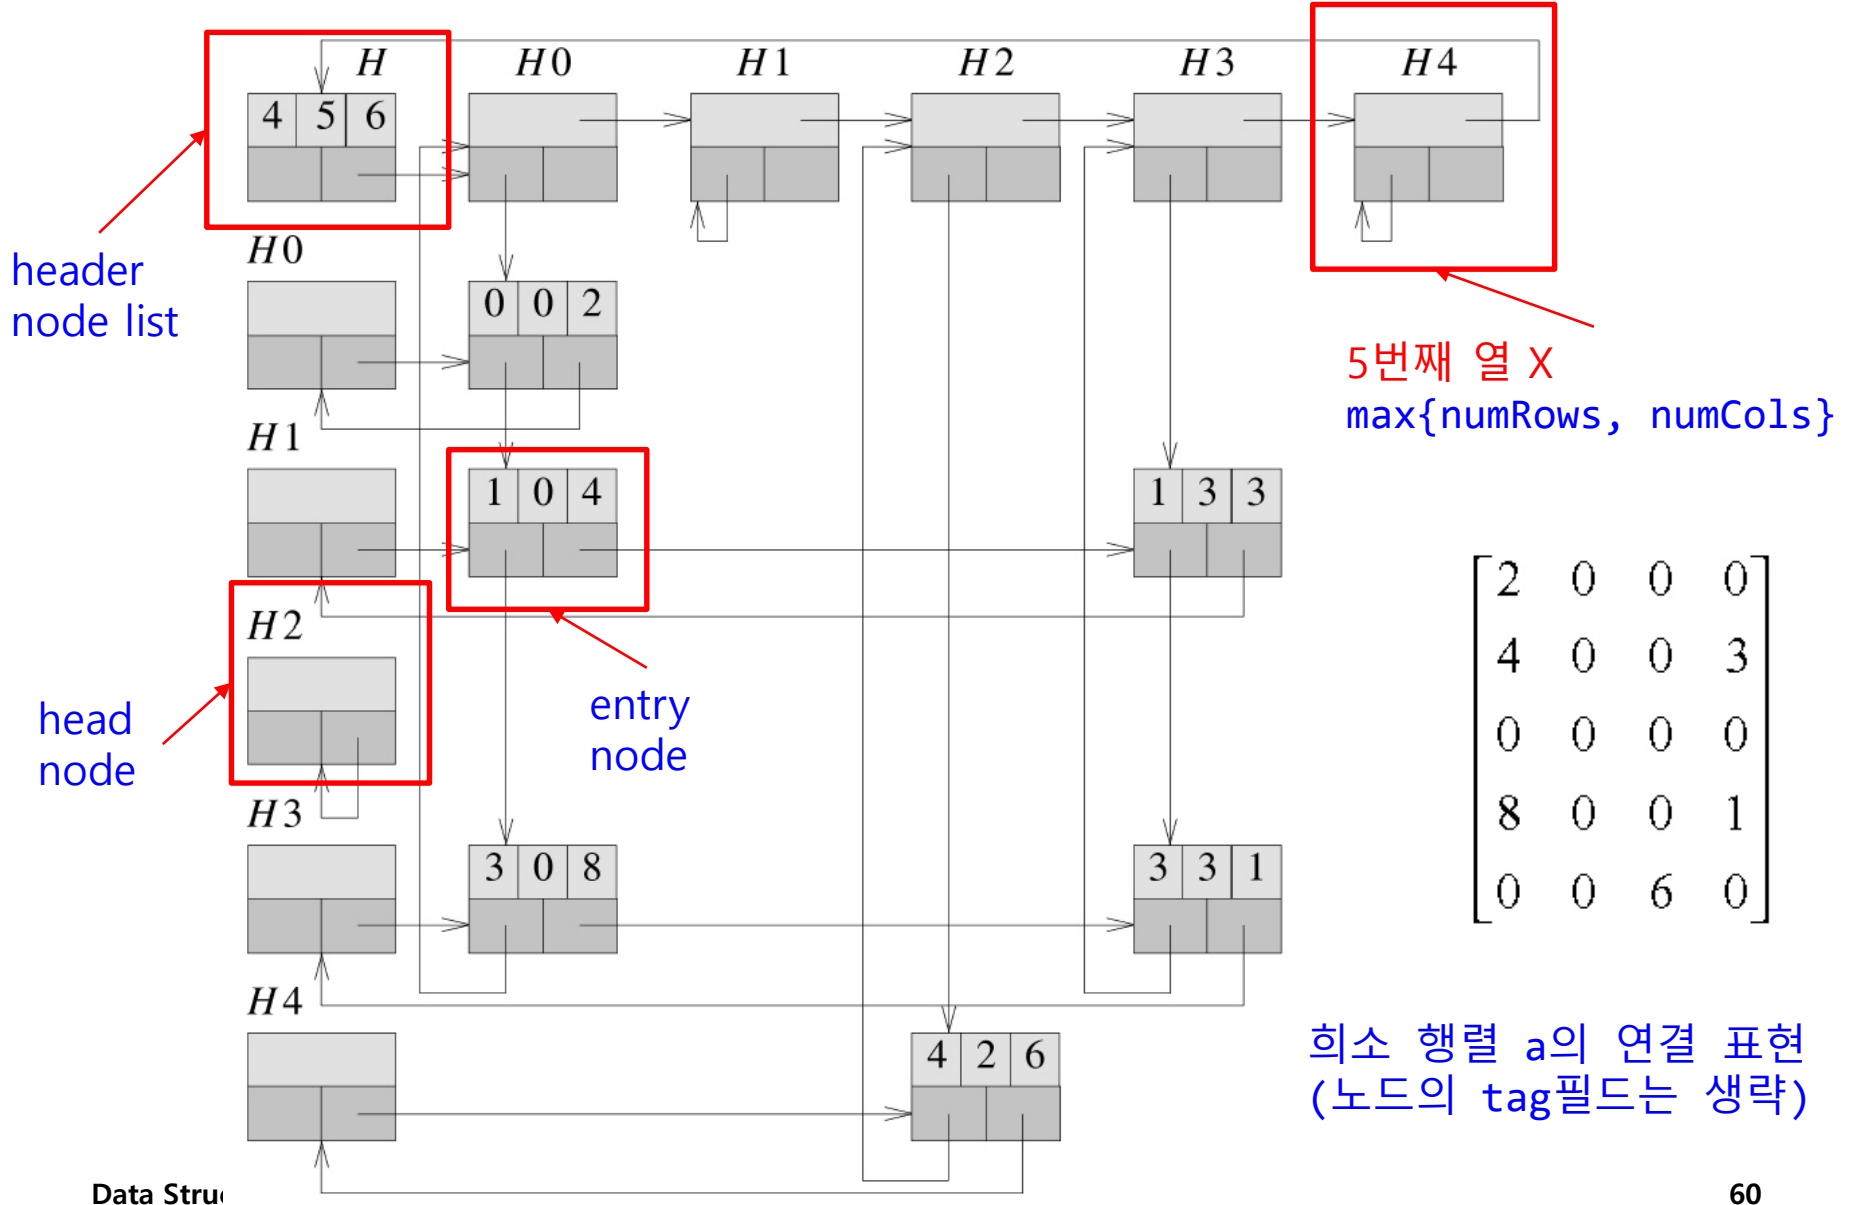 H H0 H1 H2 H3 H4
4 5 6
header
node list
H0
0 0 2
5번째 열 X
max{numRows, numCols}
H1
1 0 4 1 3 3
H2
head
node
entry
node
2 0 0 0
4 0 0 3
0 0 0 0
8 0 0 1
0 0 6 0
H3
3 0 8 3 3 1
H4
4 2 6
희소 행렬 a의 연결 표현
(노드의 tag필드는 생략)
Data Struc 60